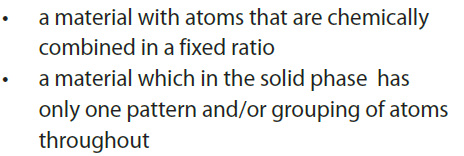 • a material with atoms that are chemically
combined in a fixed ratio
• a material which in the solid phase has
only one pattern and/or grouping of atoms
throughout